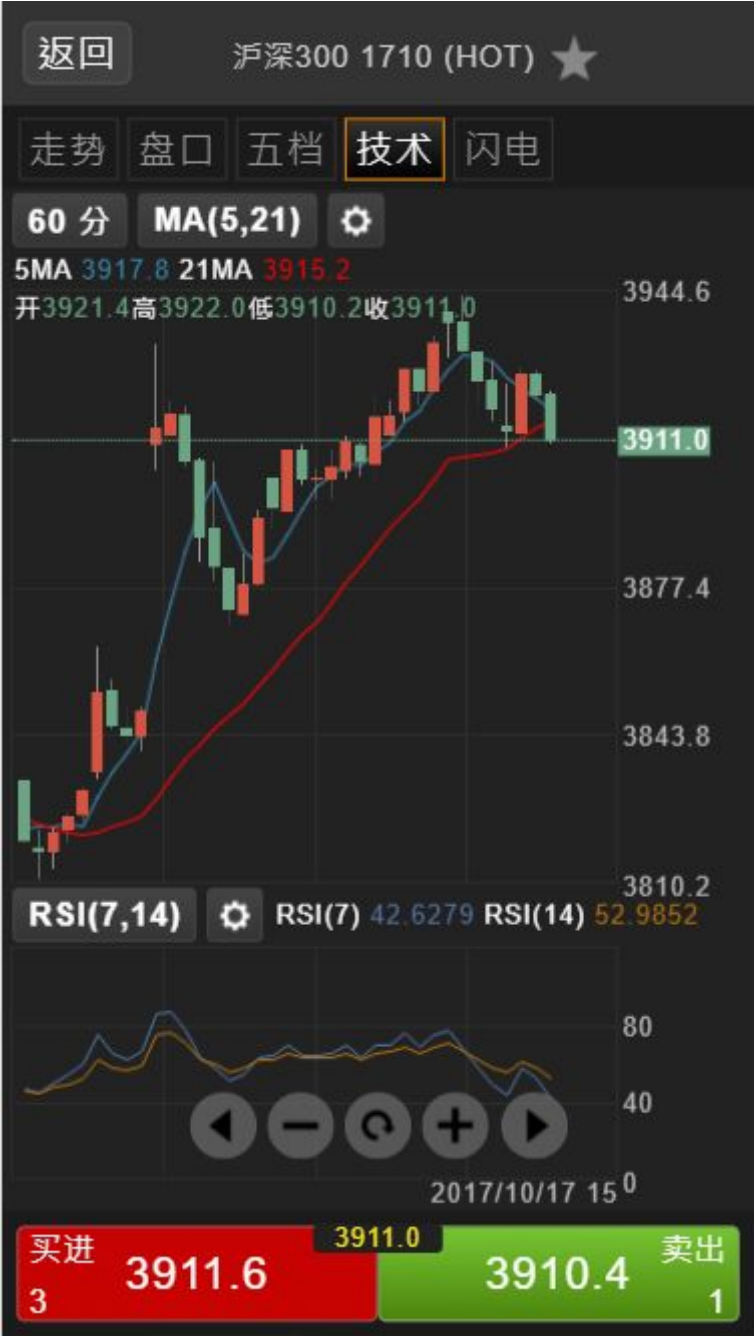 返回 沪深300 1710 (HOT)
走势 盘口 五档 技术 闪电
60 分 MA(5,21)
5MA 3917.8 21MA 3915.2
3944.6
开3921.4高3922.0低3910.2收3911.0
3911.0
3877.4
3843.8
3810.2
RSI(7,14) RSI(7) 42.6279 RSI(14) 52.9852
80
40
0
2017/10/17 15
买进 3911.6 3911.0 3910.4 卖出
3 1